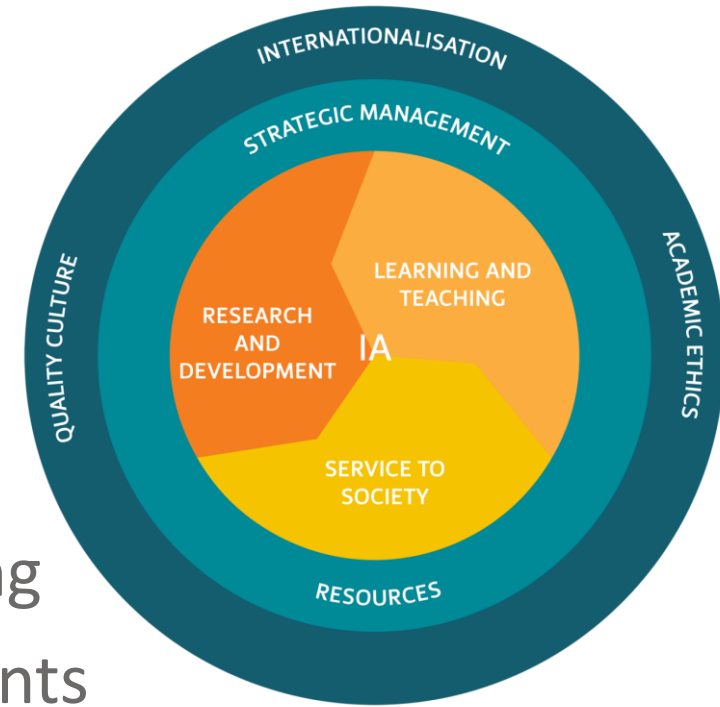 INTERNATIONALISATION
STRATEGIC MANAGEMENT
QUALITY CULTURE
ACADEMIC ETHICS
LEARNING AND
TEACHING
RESEARCH
AND
DEVELOPMENT
IA
SERVICE TO
SOCIETY
RESOURCES